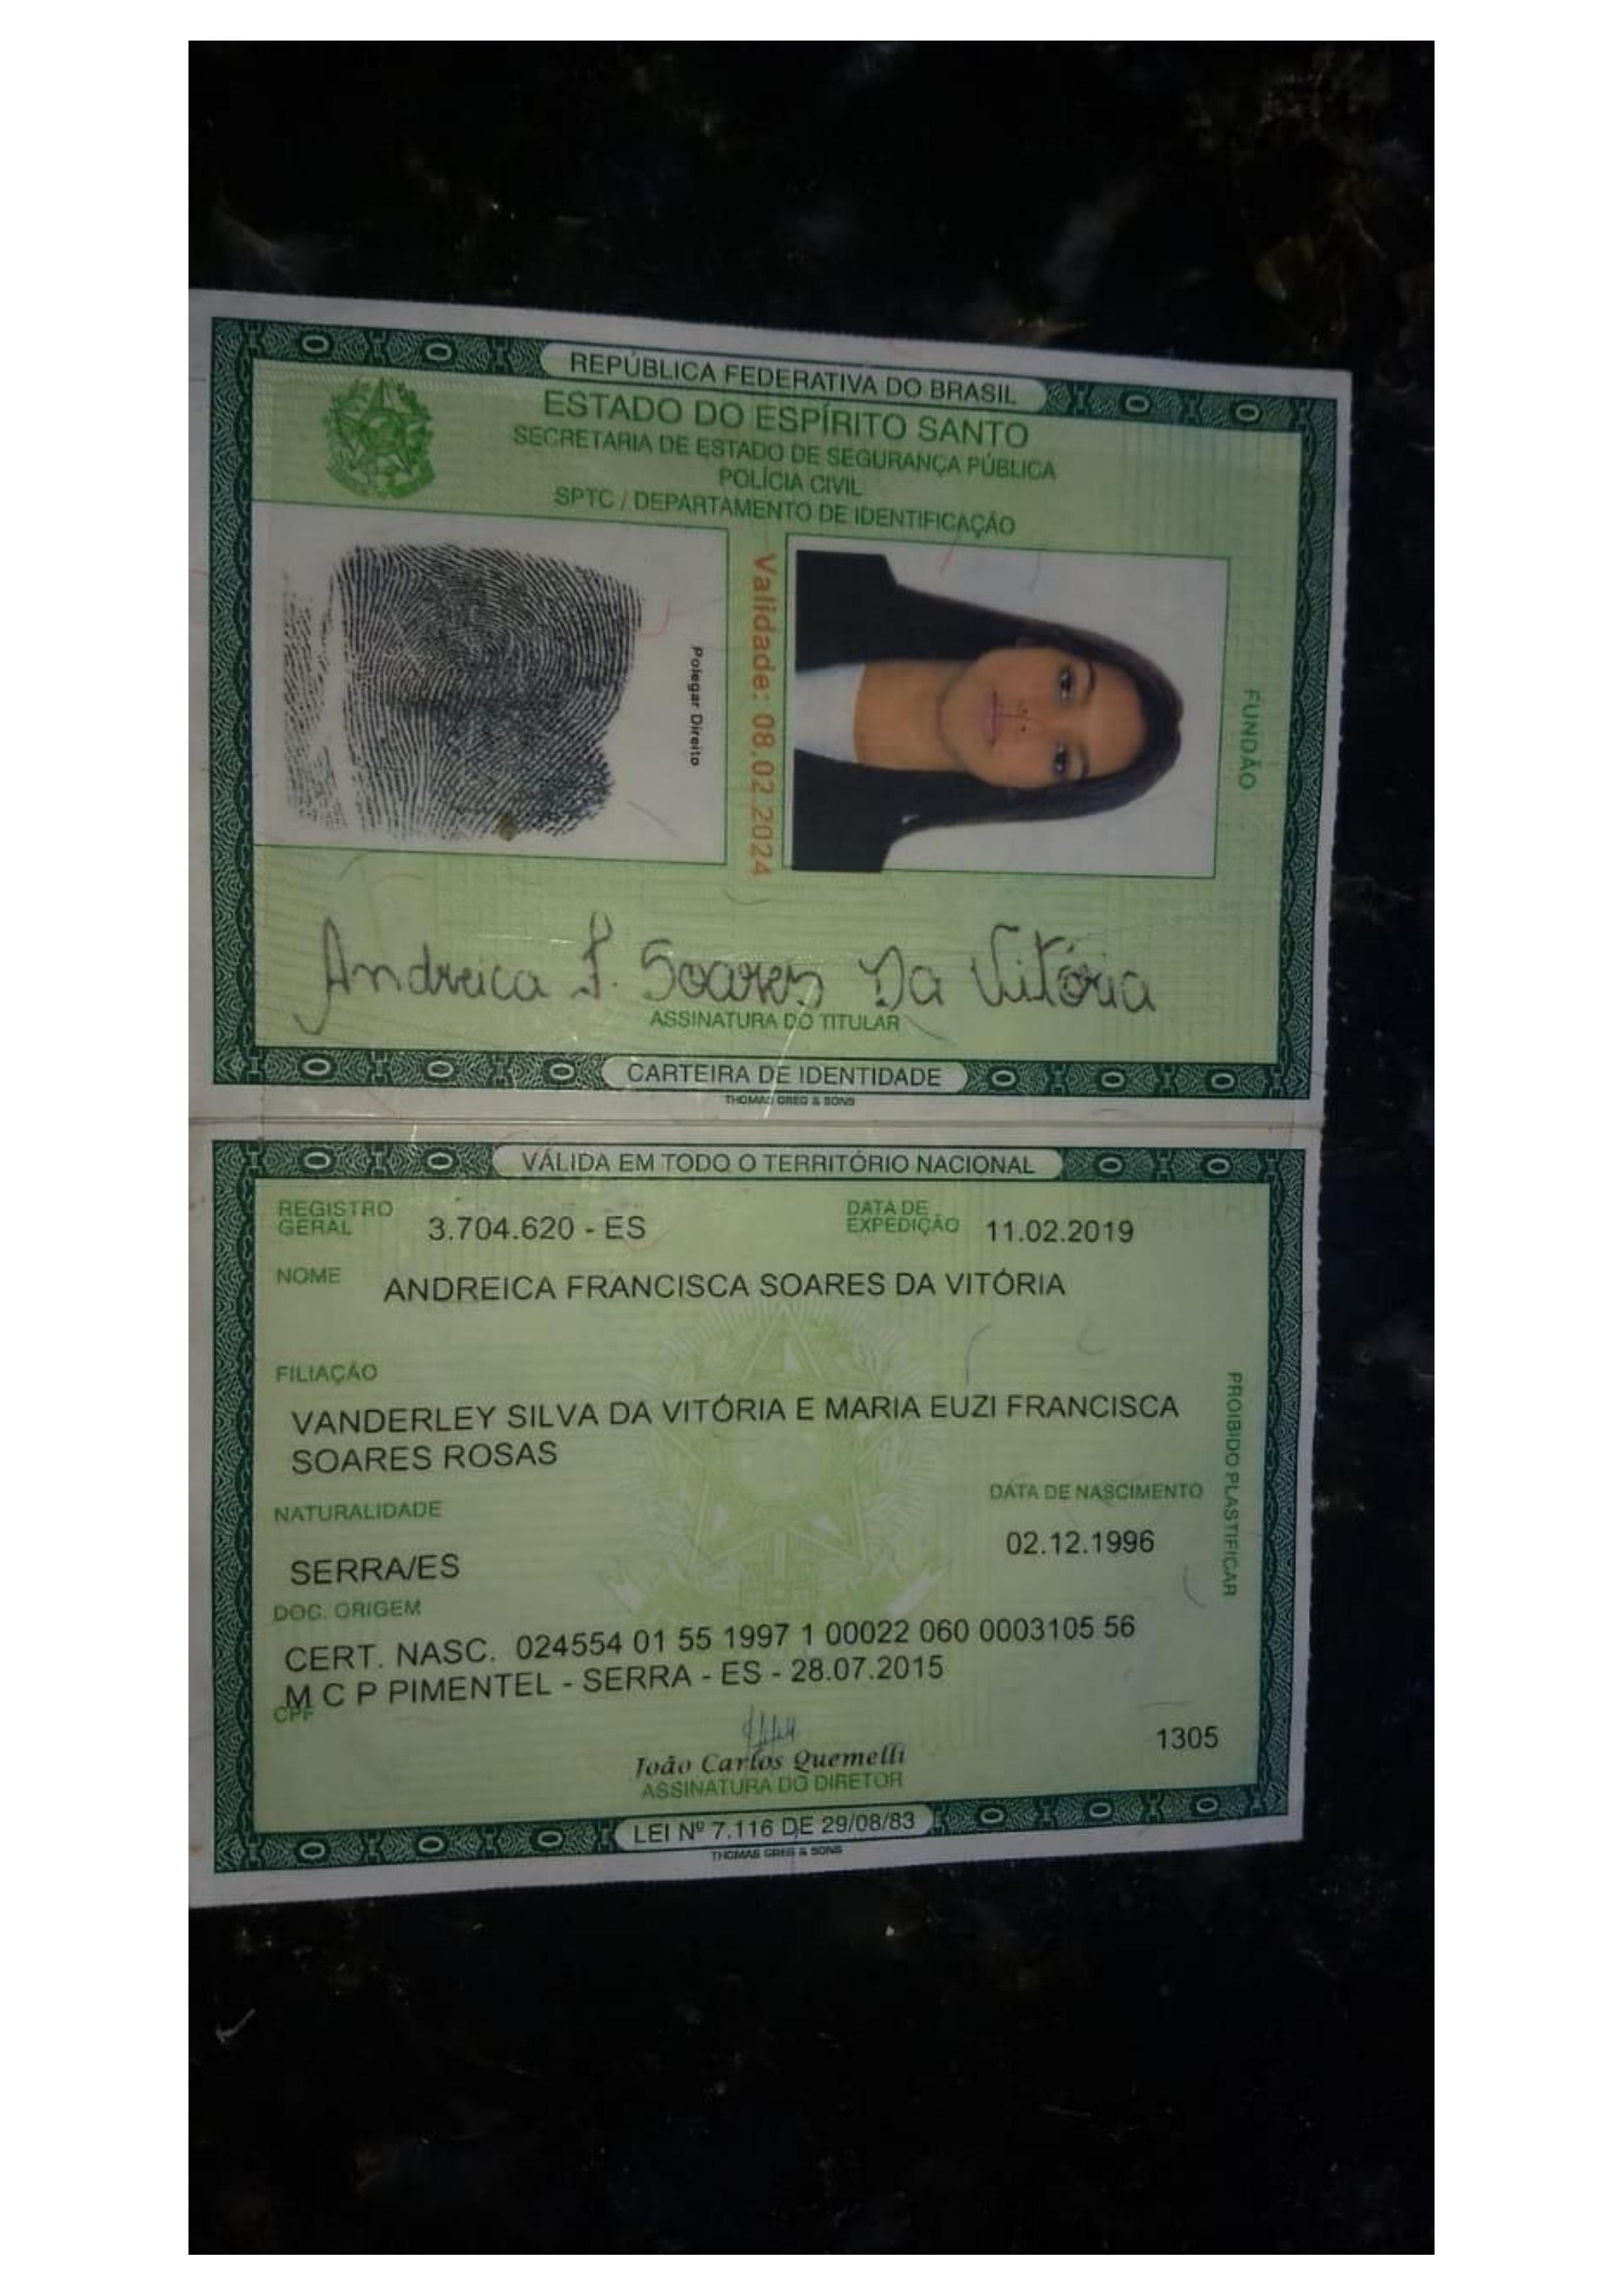 REPÚBLICA FEDERATIVA DO BRASIL
ESTADO DO ESPÍRITO SANTO
SECRETARIA DE ESTADO DE SEGURANÇA PÚBLICA
POLÍCIA CIVIL
SPTC / DEPARTAMENTO DE IDENTIFICAÇÃO
Polegar Direito
Validade: 08.02.2024
FUNDÃO
Andreica F. Soares Da Vitória
ASSINATURA DO TITULAR
CARTEIRA DE IDENTIDADE
THOMAS GREG & SONS
VÁLIDA EM TODO O TERRITÓRIO NACIONAL
REGISTRO GERAL 3.704.620 - ES DATA DE EXPEDIÇÃO 11.02.2019
NOME ANDREICA FRANCISCA SOARES DA VITÓRIA
FILIAÇÃO
VANDERLEY SILVA DA VITÓRIA E MARIA EUZI FRANCISCA
SOARES ROSAS
NATURALIDADE DATA DE NASCIMENTO
SERRA/ES 02.12.1996
DOC. ORIGEM
CERT. NASC. 024554 01 55 1997 1 00022 060 0003105 56
M C P PIMENTEL - SERRA - ES - 28.07.2015
CPF
1305
João Carlos Quemelli
ASSINATURA DO DIRETOR
LEI Nº 7.116 DE 29/08/83
THOMAS GREG & SONS
PROIBIDO PLASTIFICAR